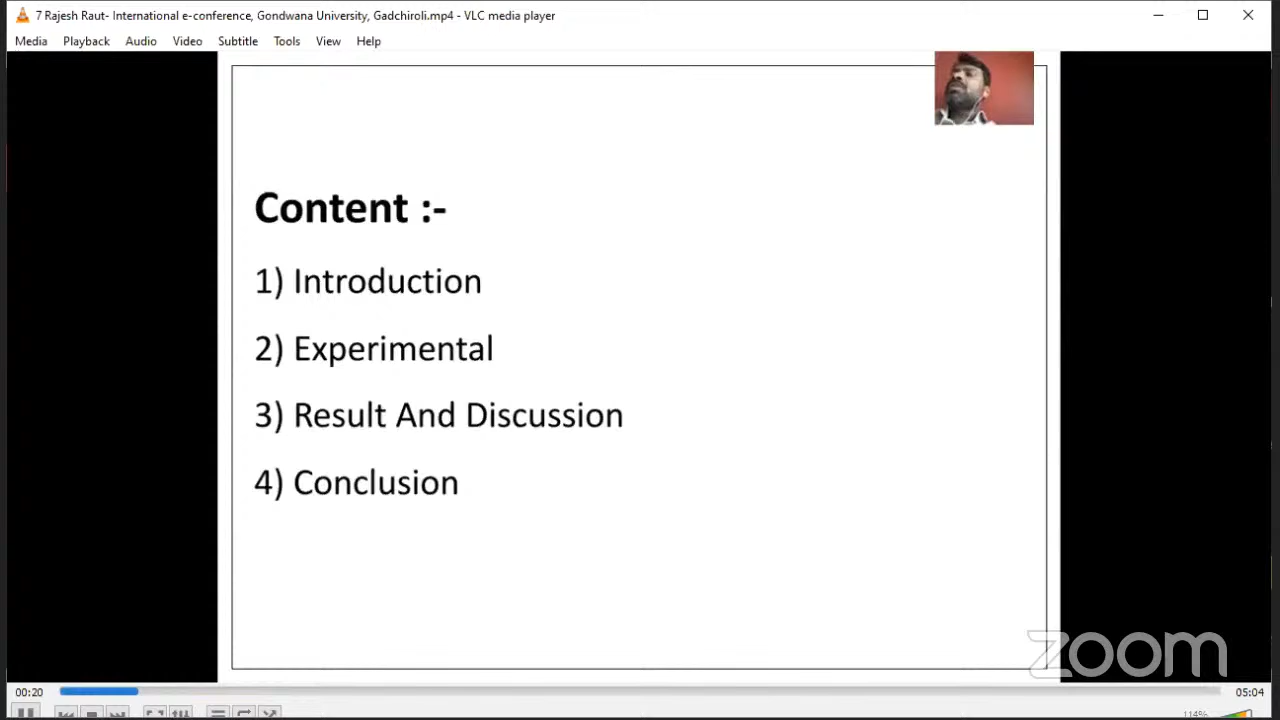 7 Rajesh Raut- International e-conference, Gondwana University, Gadchiroli.mp4 - VLC media player
Media Playback Audio Video Subtitle Tools View Help
Content :-
1) Introduction
2) Experimental
3) Result And Discussion
4) Conclusion
zoom
00:20
05:04
114%